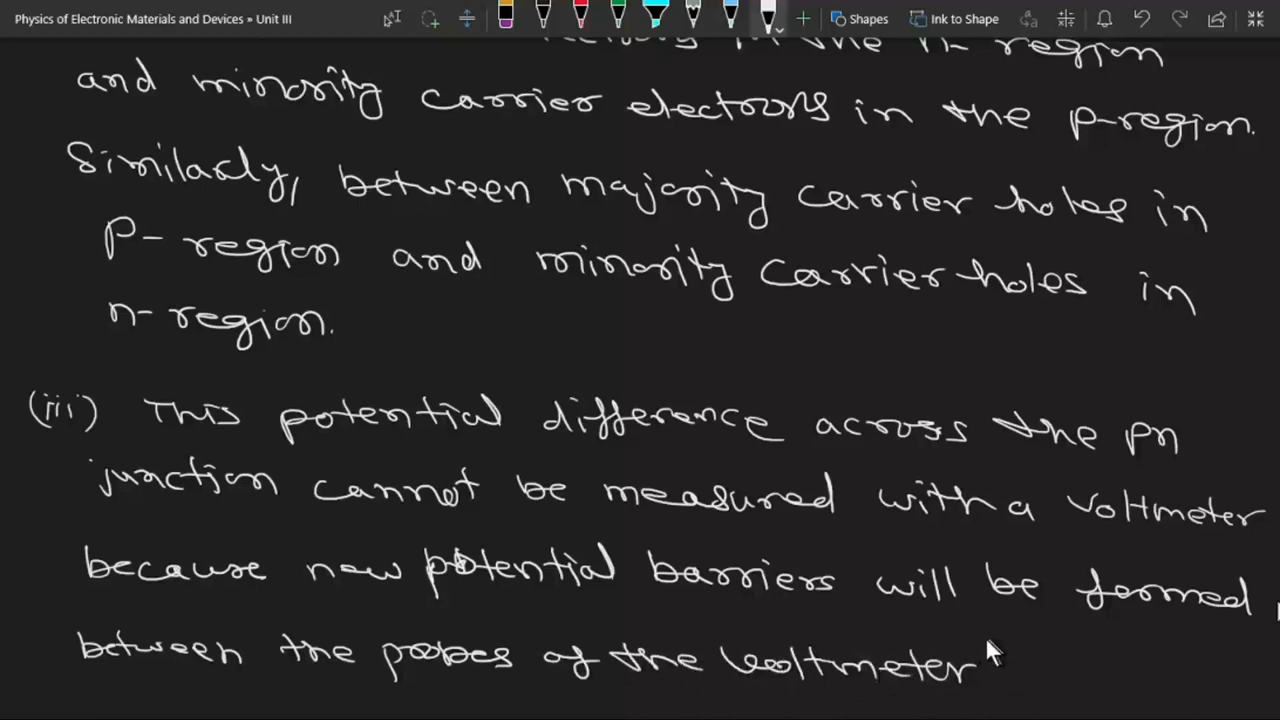 Physics of Electronic Materials and Devices » Unit III
Shapes
Ink to Shape
in the n- region
and minority carrier electrons in the p-region.
Similarly, between majority carrier holes in
p- region and minority carrier holes in
n-region.
(iii) This potential difference across the pn
junction cannot be measured with a voltmeter
because new potential barriers will be formed
between the probes of the voltmeter